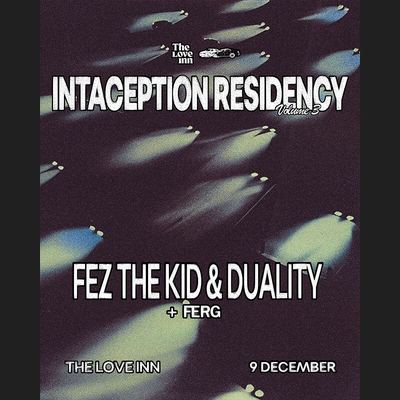 The
Love
inn
INTACEPTION RESIDENCY
Volume 3
FEZ THE KID & DUALITY
+ FERG
THE LOVE INN 9 DECEMBER